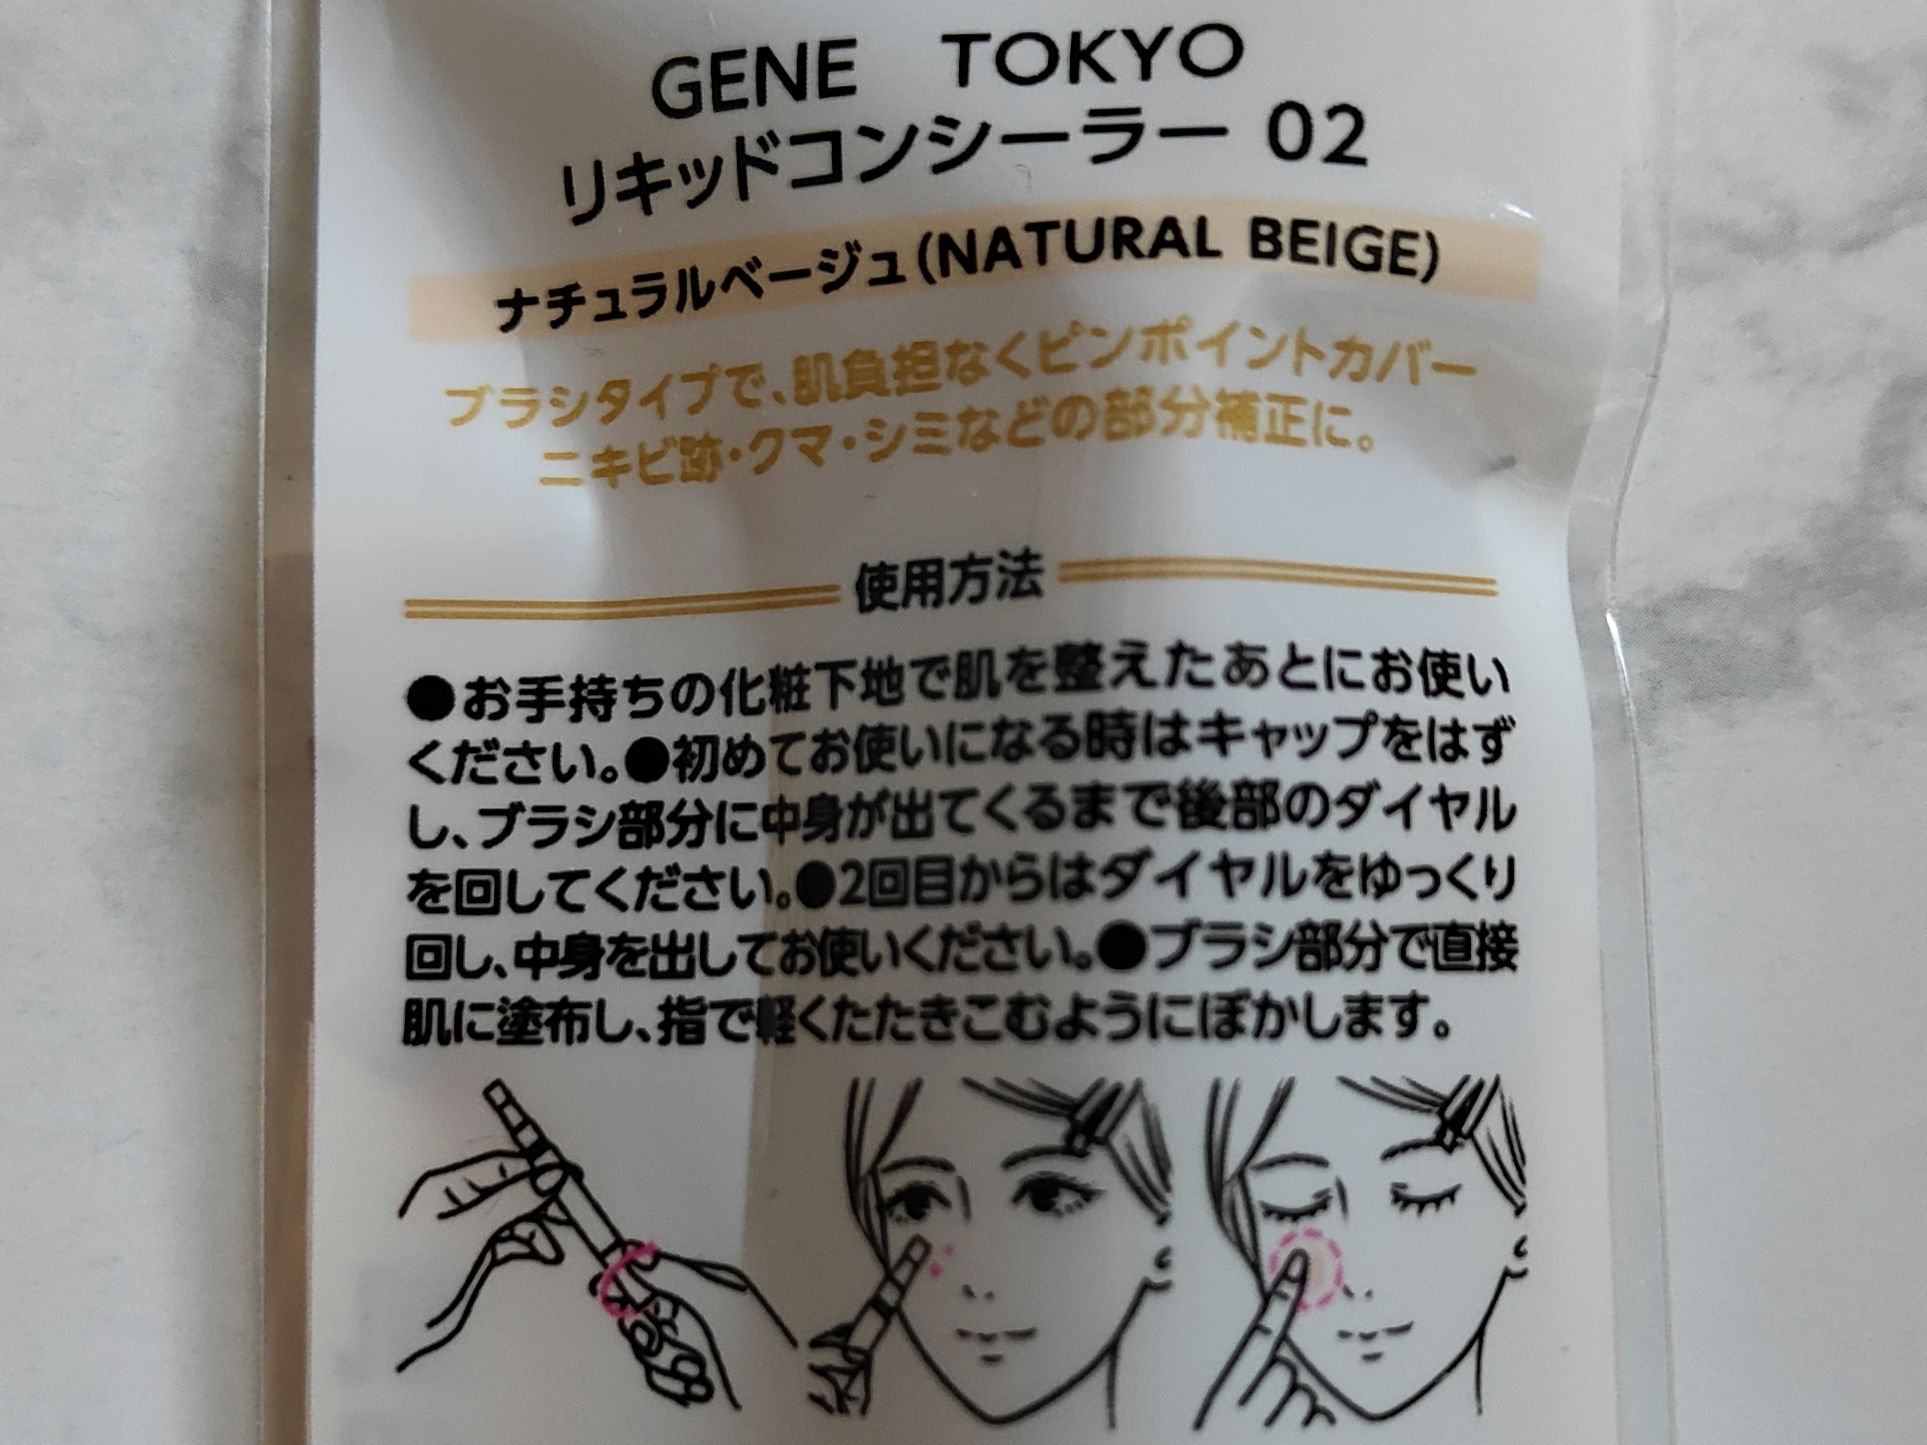 GENE TOKYO
リキッドコンシーラー 02
ナチュラルベージュ(NATURAL BEIGE)
ブラシタイプで、肌負担なくピンポイントカバー
ニキビ跡・クマ・シミなどの部分補正に。
使用方法
●お手持ちの化粧下地で肌を整えたあとにお使い
ください。●初めてお使いになる時はキャップをはず
し、ブラシ部分に中身が出てくるまで後部のダイヤル
を回してください。●2回目からはダイヤルをゆっくり
回し、中身を出してお使いください。●ブラシ部分で直接
肌に塗布し、指で軽くたたきこむようにぼかします。